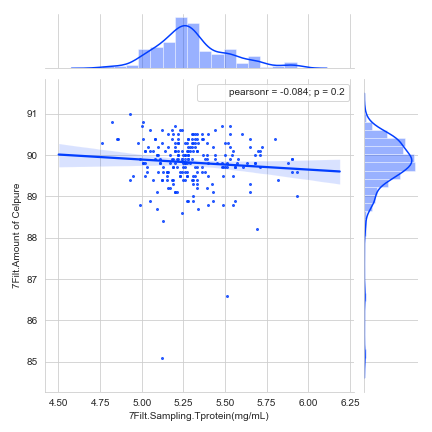 pearsonr = -0.084; p = 0.2
7Filt.Amount of Celpure
91
90
89
88
87
86
85
4.50 4.75 5.00 5.25 5.50 5.75 6.00 6.25
7Filt.Sampling.Tprotein(mg/mL)